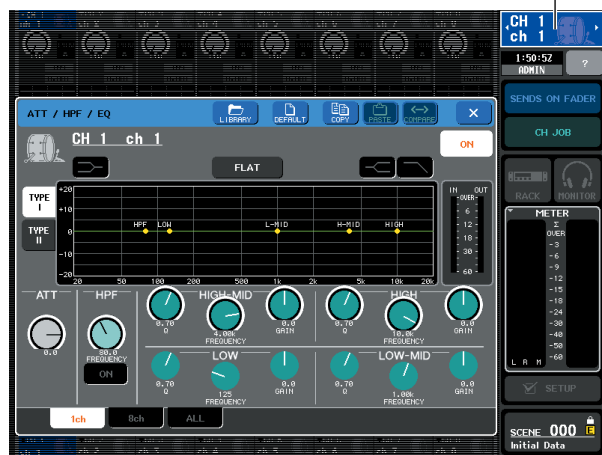 CH 1
ch 1
1:50:52
ADMIN
?
SENDS ON FADER
CH JOB
RACK
MONITOR
METER
Σ
OVER
-3
-6
-9
-12
-15
-18
-24
-30
-40
-50
-60
L R M
SETUP
SCENE 000 E
Initial Data
ATT / HPF / EQ
LIBRARY
DEFAULT
COPY
PASTE
COMPARE
×
CH 1 ch 1
ON
FLAT
TYPE I
TYPE II
+20
+10
0
-10
-20
HPF LOW L-MID H-MID HIGH
20 50 100 200 500 1k 2k 5k 10k 20k
IN OUT
-OVER-
6
12
18
30
60
ATT
0.0
HPF
80.0
FREQUENCY
ON
HIGH-MID
0.70
Q
4.00k
FREQUENCY
0.0
GAIN
HIGH
0.70
Q
10.0k
FREQUENCY
0.0
GAIN
LOW
0.70
Q
125
FREQUENCY
0.0
GAIN
LOW-MID
0.70
Q
1.00k
FREQUENCY
0.0
GAIN
1ch
8ch
ALL